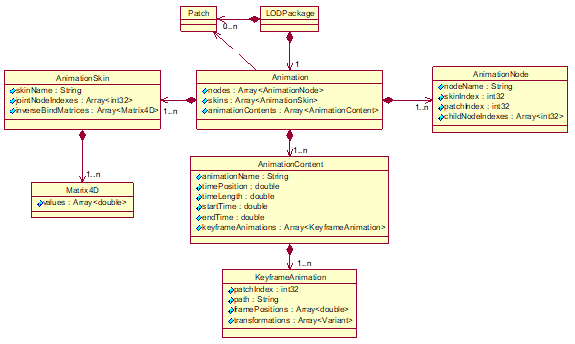 Patch
LODPackage
0..n
1
AnimationSkin
skinName : String
jointNodeIndexes : Array<int32>
inverseBindMatrices : Array<Matrix4D>
Animation
nodes : Array<AnimationNode>
skins : Array<AnimationSkin>
animationContents : Array<AnimationContent>
AnimationNode
nodeName : String
skinIndex : int32
patchIndex : int32
childNodeIndexes : Array<int32>
1..n
1..n
1..n
1..n
Matrix4D
values : Array<double>
AnimationContent
animationName : String
timePosition : double
timeLength : double
startTime : double
endTime : double
keyframeAnimations : Array<KeyframeAnimation>
1..n
KeyframeAnimation
patchIndex : int32
path : String
framePositions : Array<double>
transformations : Array<Variant>